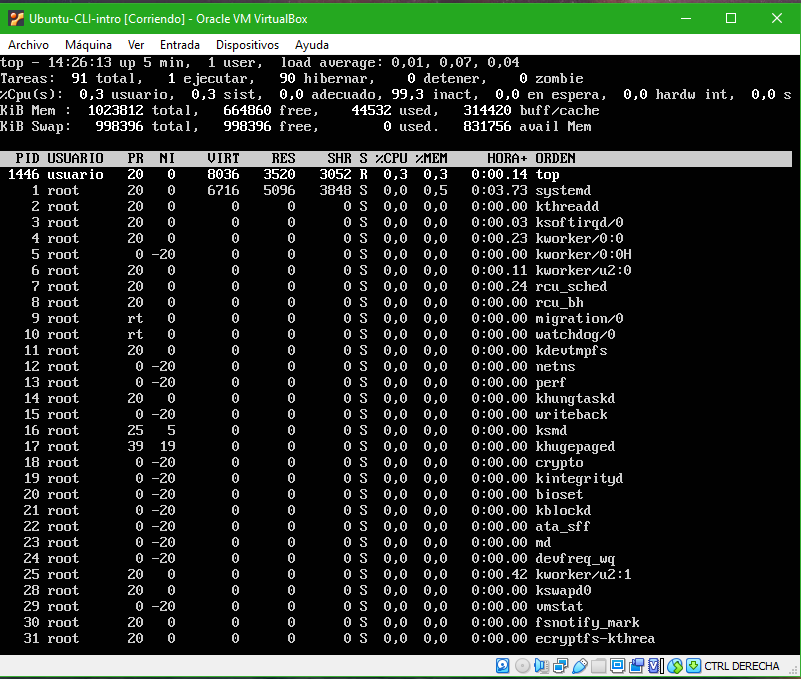 Ubuntu-CLI-intro [Corriendo] - Oracle VM VirtualBox
Archivo Máquina Ver Entrada Dispositivos Ayuda
top - 14:26:13 up 5 min, 1 user, load average: 0,01, 0,07, 0,04
Tareas: 91 total, 1 ejecutar, 90 hibernar, 0 detener, 0 zombie
%Cpu(s): 0,3 usuario, 0,3 sist, 0,0 adecuado, 99,3 inact, 0,0 en espera, 0,0 hardw int, 0,0 s
KiB Mem : 1023812 total, 664860 free, 44532 used, 314420 buff/cache
KiB Swap: 998396 total, 998396 free, 0 used. 831756 avail Mem
PID USUARIO PR NI VIRT RES SHR S %CPU %MEM HORA+ ORDEN
1446 usuario 20 0 8036 3520 3052 R 0,3 0,3 0:00.14 top
1 root 20 0 6716 5096 3848 S 0,0 0,5 0:03.73 systemd
2 root 20 0 0 0 0 S 0,0 0,0 0:00.00 kthreadd
3 root 20 0 0 0 0 S 0,0 0,0 0:00.03 ksoftirqd/0
4 root 20 0 0 0 0 S 0,0 0,0 0:00.23 kworker/0:0
5 root 0 -20 0 0 0 S 0,0 0,0 0:00.00 kworker/0:0H
6 root 20 0 0 0 0 S 0,0 0,0 0:00.11 kworker/u2:0
7 root 20 0 0 0 0 S 0,0 0,0 0:00.24 rcu_sched
8 root 20 0 0 0 0 S 0,0 0,0 0:00.00 rcu_bh
9 root rt 0 0 0 0 S 0,0 0,0 0:00.00 migration/0
10 root rt 0 0 0 0 S 0,0 0,0 0:00.00 watchdog/0
11 root 20 0 0 0 0 S 0,0 0,0 0:00.00 kdevtmpfs
12 root 0 -20 0 0 0 S 0,0 0,0 0:00.00 netns
13 root 0 -20 0 0 0 S 0,0 0,0 0:00.00 perf
14 root 20 0 0 0 0 S 0,0 0,0 0:00.00 khungtaskd
15 root 0 -20 0 0 0 S 0,0 0,0 0:00.00 writeback
16 root 25 5 0 0 0 S 0,0 0,0 0:00.00 ksmd
17 root 39 19 0 0 0 S 0,0 0,0 0:00.00 khugepaged
18 root 0 -20 0 0 0 S 0,0 0,0 0:00.00 crypto
19 root 0 -20 0 0 0 S 0,0 0,0 0:00.00 kintegrityd
20 root 0 -20 0 0 0 S 0,0 0,0 0:00.00 bioset
21 root 0 -20 0 0 0 S 0,0 0,0 0:00.00 kblockd
22 root 0 -20 0 0 0 S 0,0 0,0 0:00.00 ata_sff
23 root 0 -20 0 0 0 S 0,0 0,0 0:00.00 md
24 root 0 -20 0 0 0 S 0,0 0,0 0:00.00 devfreq_wq
25 root 20 0 0 0 0 S 0,0 0,0 0:00.42 kworker/u2:1
28 root 20 0 0 0 0 S 0,0 0,0 0:00.00 kswapd0
29 root 0 -20 0 0 0 S 0,0 0,0 0:00.00 vmstat
30 root 20 0 0 0 0 S 0,0 0,0 0:00.00 fsnotify_mark
31 root 20 0 0 0 0 S 0,0 0,0 0:00.00 ecryptfs-kthrea
CTRL DERECHA